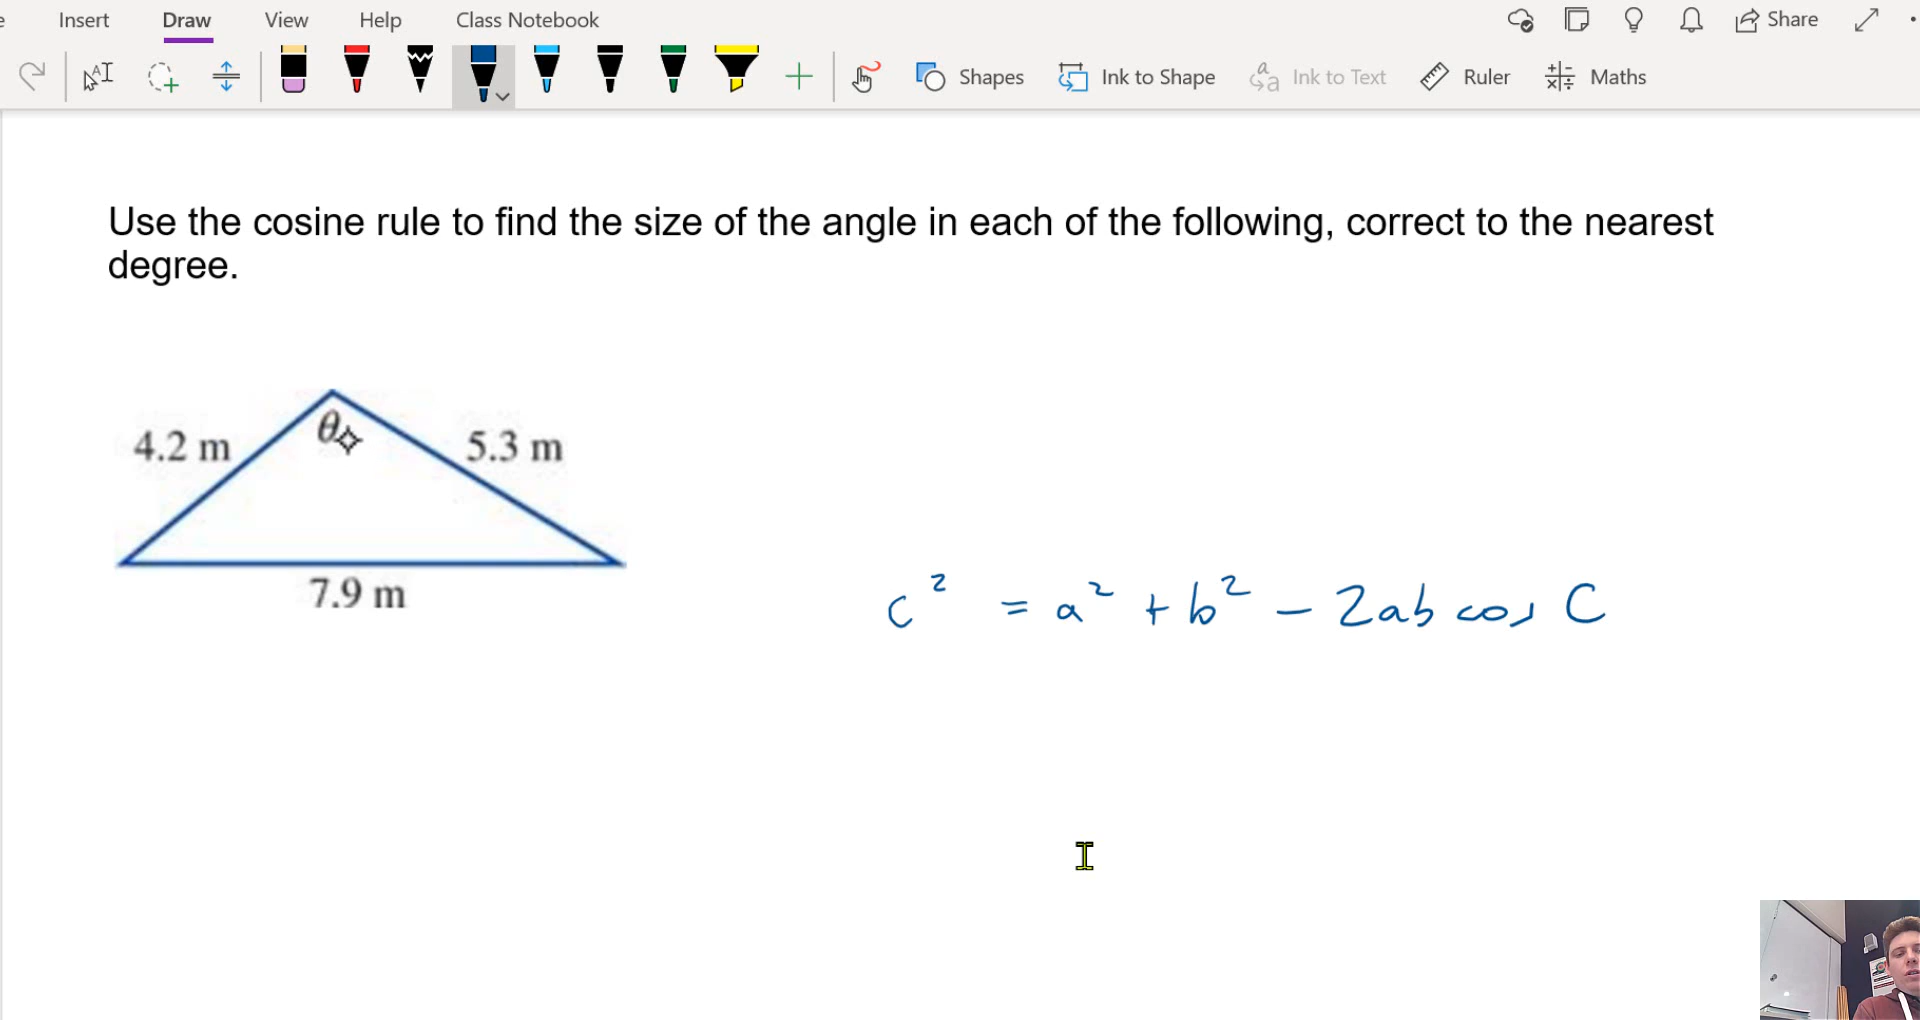 Insert Draw View Help Class Notebook Share
Shapes Ink to Shape Ink to Text Ruler Maths
Use the cosine rule to find the size of the angle in each of the following, correct to the nearest
degree.
θ
4.2 m 5.3 m
7.9 m
c² = a² + b² - 2ab cos C